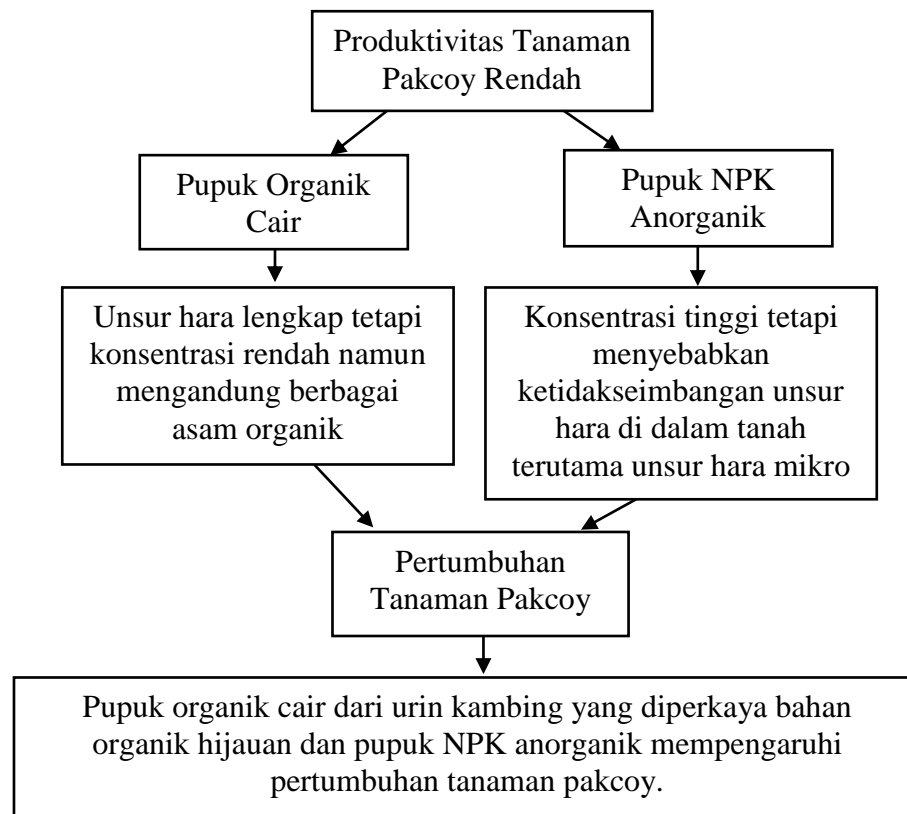 Produktivitas Tanaman
Pakcoy Rendah
Pupuk Organik
Cair
Pupuk NPK
Anorganik
Unsur hara lengkap tetapi
konsentrasi rendah namun
mengandung berbagai
asam organik
Konsentrasi tinggi tetapi
menyebabkan
ketidakseimbangan unsur
hara di dalam tanah
terutama unsur hara mikro
Pertumbuhan
Tanaman Pakcoy
Pupuk organik cair dari urin kambing yang diperkaya bahan
organik hijauan dan pupuk NPK anorganik mempengaruhi
pertumbuhan tanaman pakcoy.